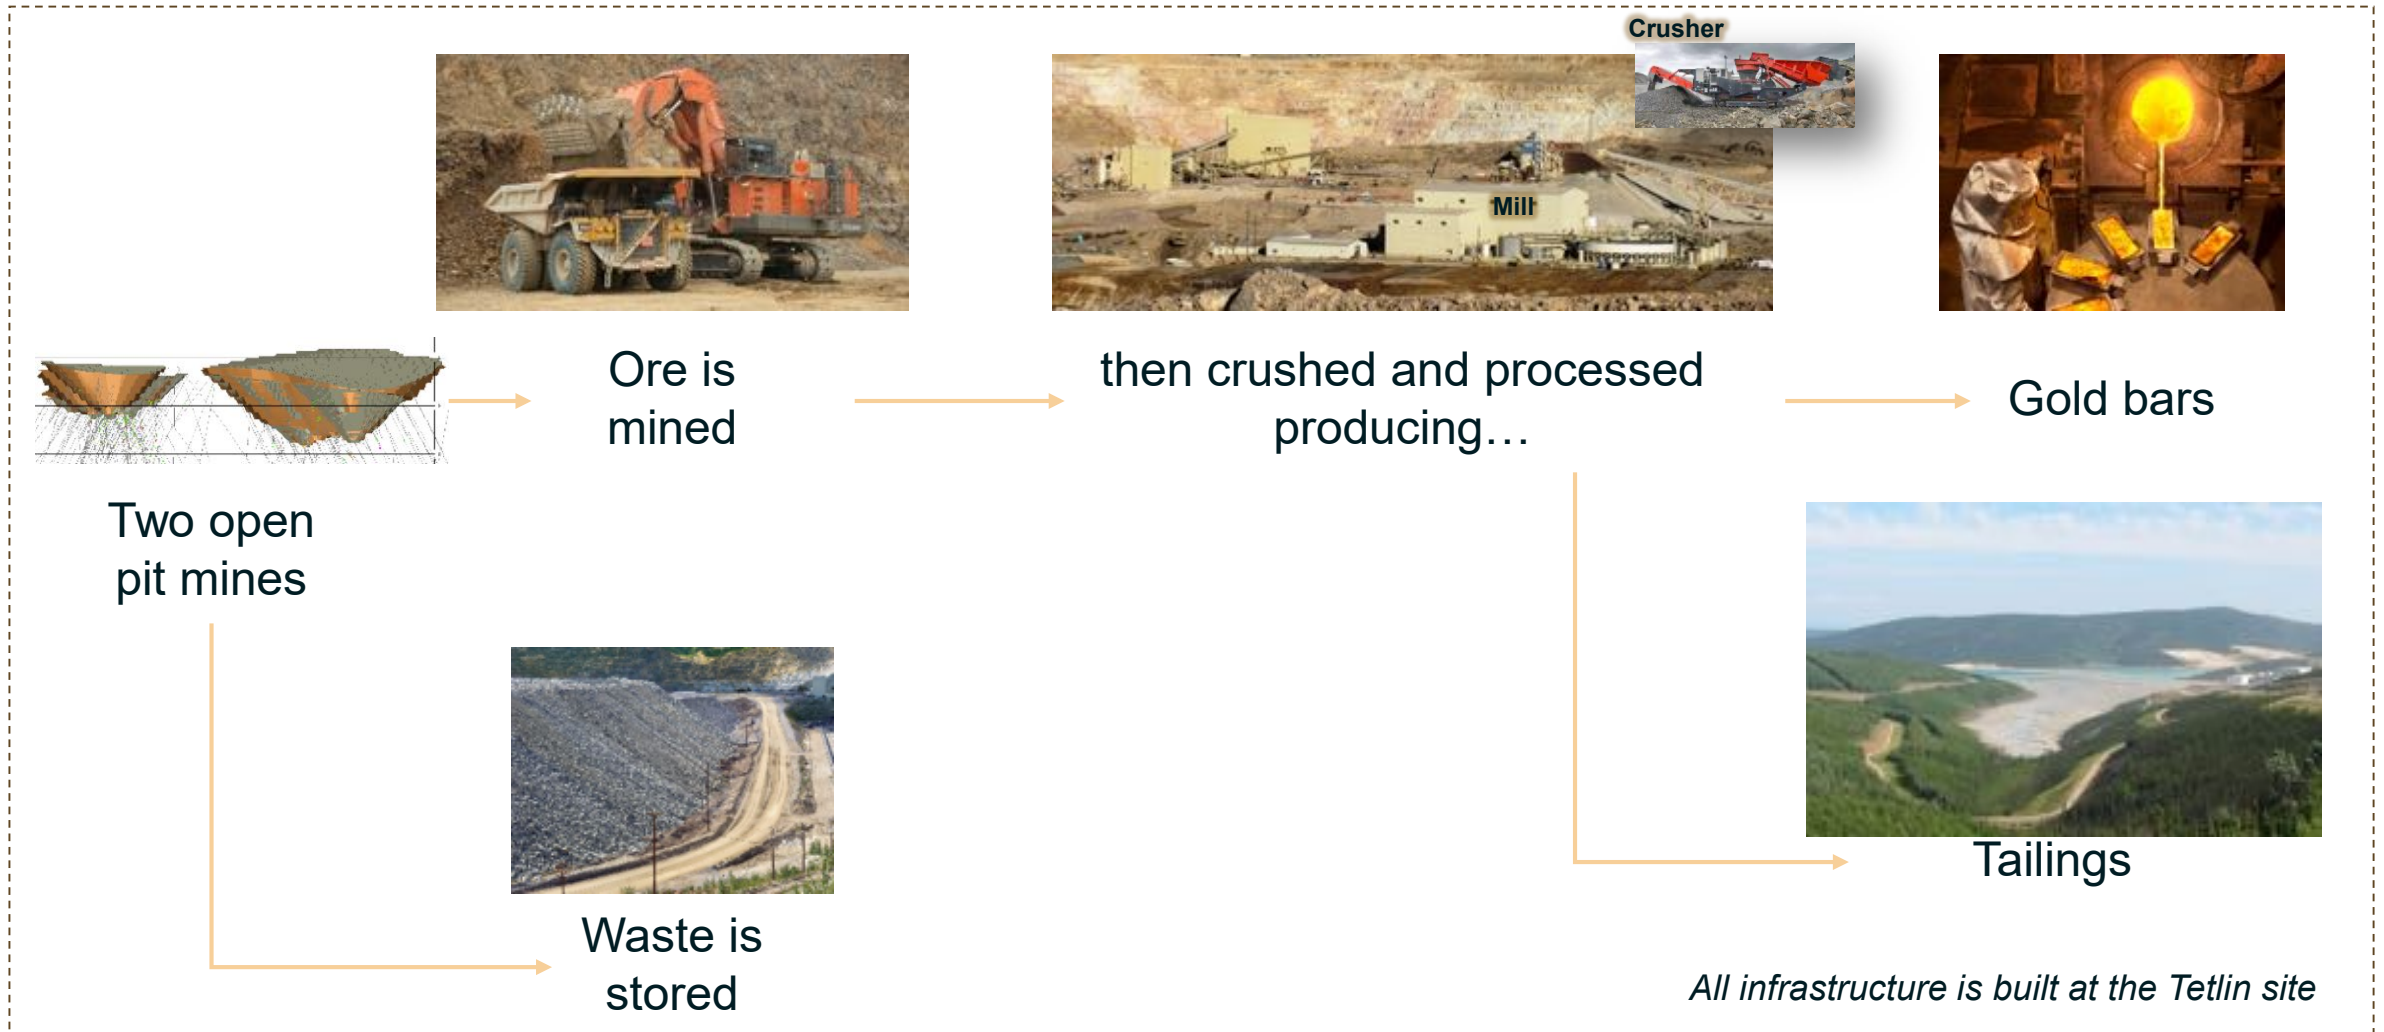 Crusher
Mill
Ore is
mined
then crushed and processed
producing…
Gold bars
Two open
pit mines
Tailings
Waste is
stored
All infrastructure is built at the Tetlin site